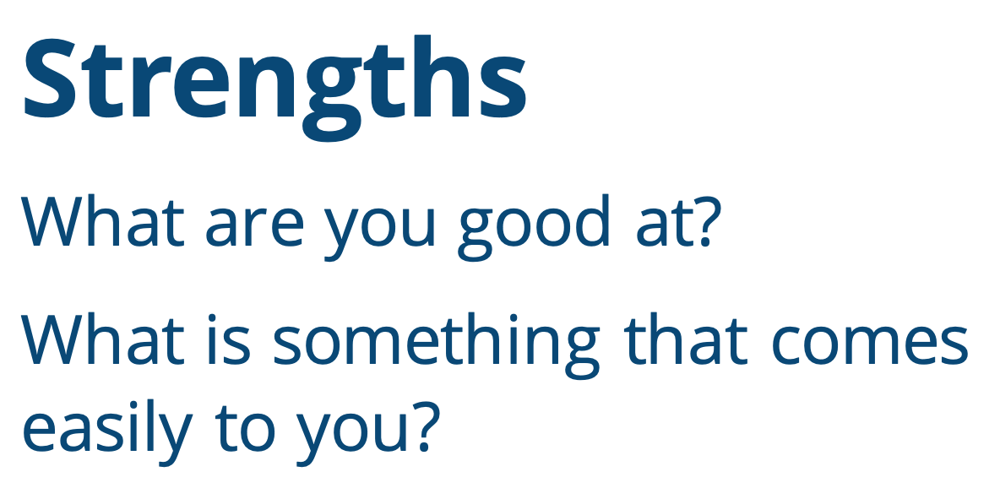 Strengths
What are you good at?
What is something that comes
easily to you?